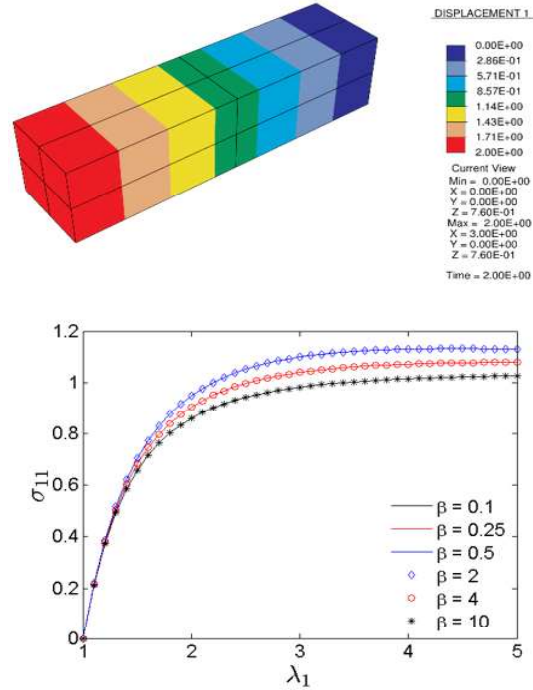 DISPLACEMENT 1
0.00E+00
2.86E-01
5.71E-01
8.57E-01
1.14E+00
1.43E+00
1.71E+00
2.00E+00
Current View
Min = 0.00E+00
X = 0.00E+00
Y = 0.00E+00
Z = 7.60E-01
Max = 2.00E+00
X = 3.00E+00
Y = 0.00E+00
Z = 7.60E-01
Time = 2.00E+00
1.2
1
0.8
0.6
0.4
0.2
0
σ11
β = 0.1
β = 0.25
β = 0.5
β = 2
β = 4
β = 10
1 2 3 4 5
λ1